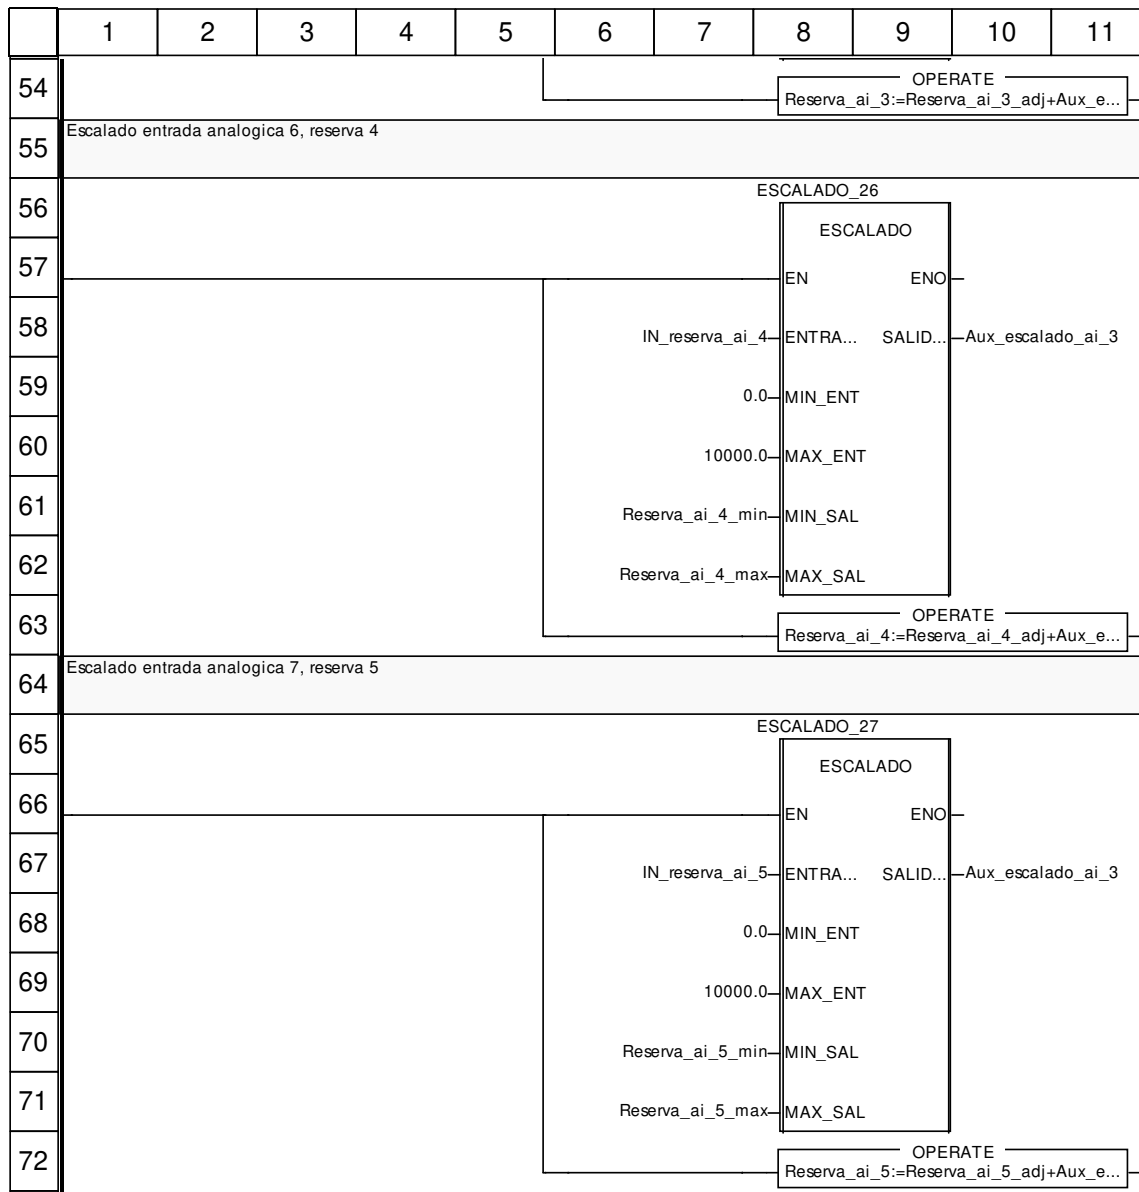 1 2 3 4 5 6 7 8 9 10 11
54
OPERATE
Reserva_ai_3:=Reserva_ai_3_adj+Aux_e...
55
Escalado entrada analogica 6, reserva 4
56
ESCALADO_26
ESCALADO
57
EN ENO
58
IN_reserva_ai_4 ENTRA... SALID... Aux_escalado_ai_3
59
0.0 MIN_ENT
60
10000.0 MAX_ENT
61
Reserva_ai_4_min MIN_SAL
62
Reserva_ai_4_max MAX_SAL
63
OPERATE
Reserva_ai_4:=Reserva_ai_4_adj+Aux_e...
64
Escalado entrada analogica 7, reserva 5
65
ESCALADO_27
ESCALADO
66
EN ENO
67
IN_reserva_ai_5 ENTRA... SALID... Aux_escalado_ai_3
68
0.0 MIN_ENT
69
10000.0 MAX_ENT
70
Reserva_ai_5_min MIN_SAL
71
Reserva_ai_5_max MAX_SAL
72
OPERATE
Reserva_ai_5:=Reserva_ai_5_adj+Aux_e...